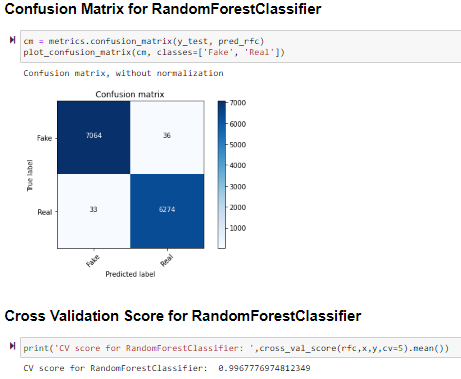 Confusion Matrix for RandomForestClassifier
cm = metrics.confusion_matrix(y_test, pred_rfc)
plot_confusion_matrix(cm, classes=['Fake', 'Real'])
Confusion matrix, without normalization
Confusion matrix
7000
6000
5000
4000
3000
2000
1000
True label
Fake
7064
36
Real
33
6274
Fake
Real
Predicted label
Cross Validation Score for RandomForestClassifier
print('CV score for RandomForestClassifier: ',cross_val_score(rfc,x,y,cv=5).mean())
CV score for RandomForestClassifier:  0.9967776974812349